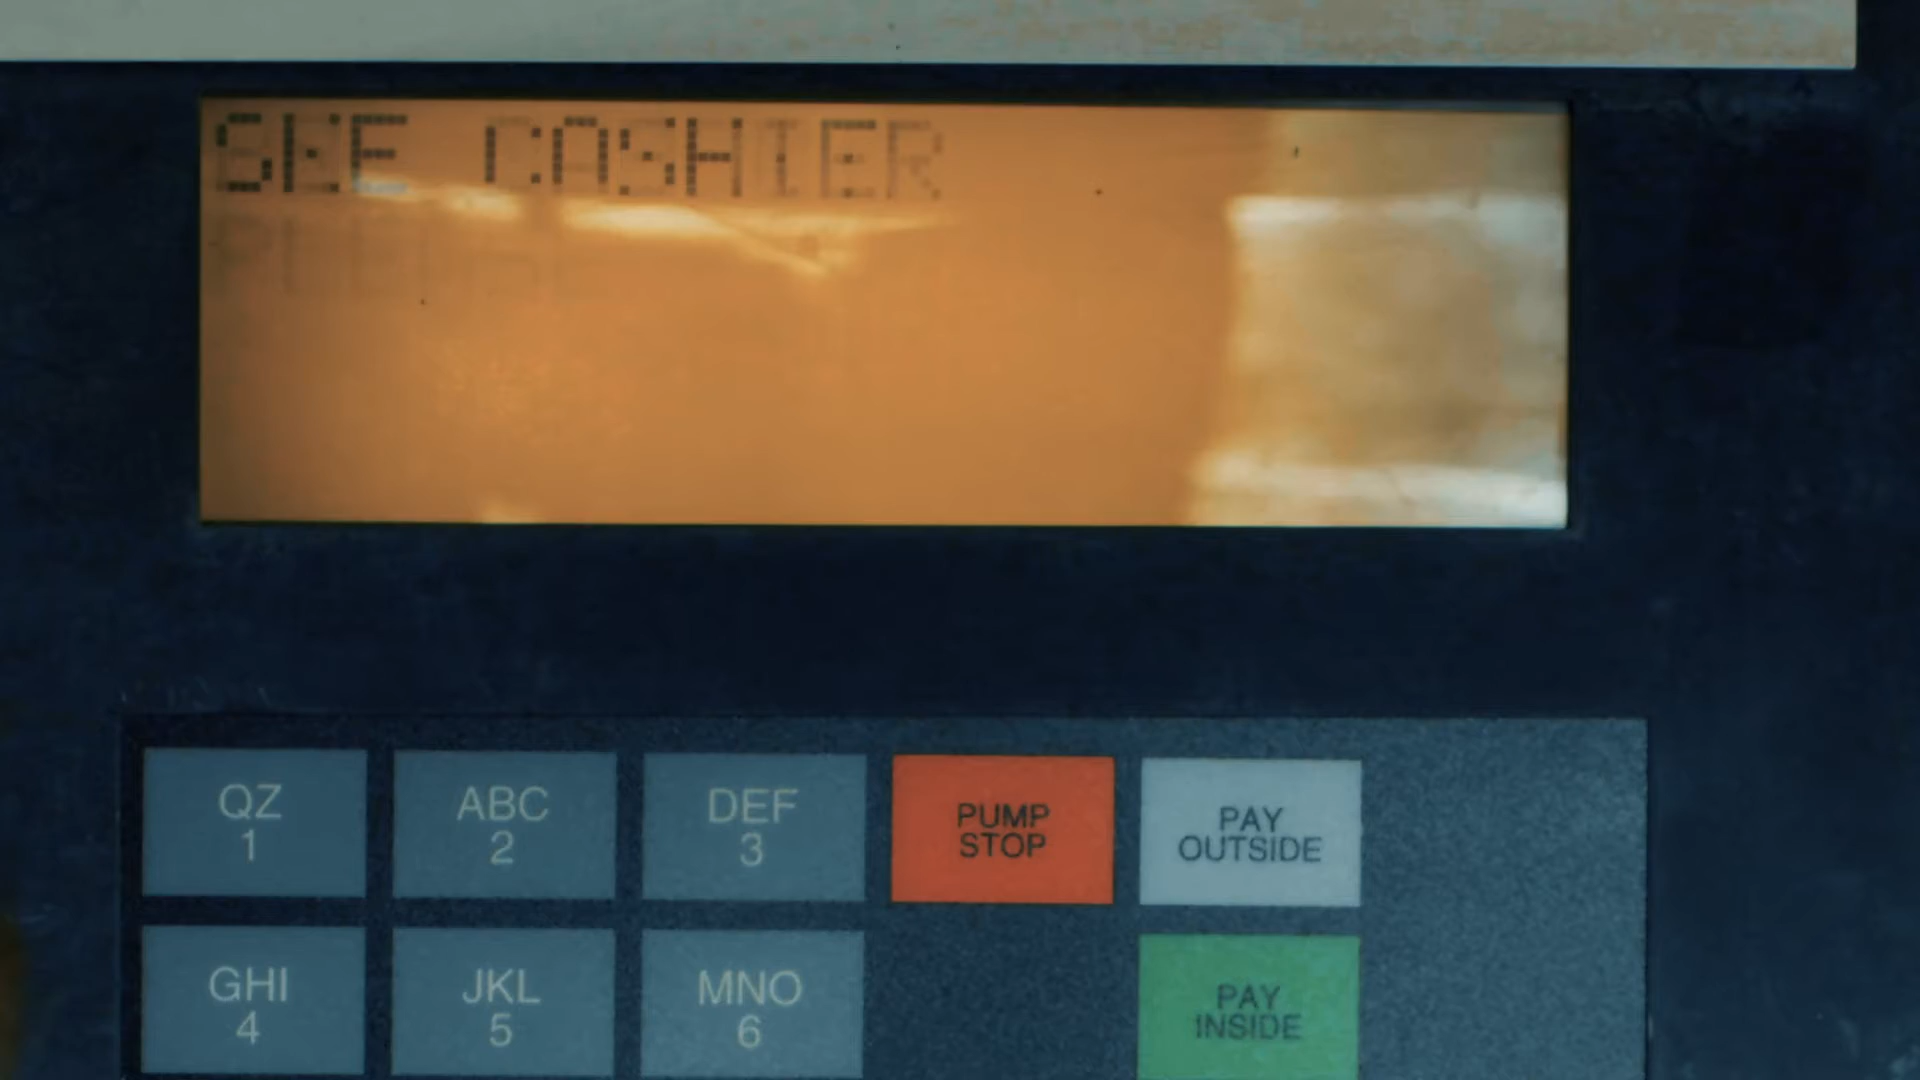 SEE CASHIER
QZ
1
ABC
2
DEF
3
PUMP
STOP
PAY
OUTSIDE
GHI
4
JKL
5
MNO
6
PAY
INSIDE